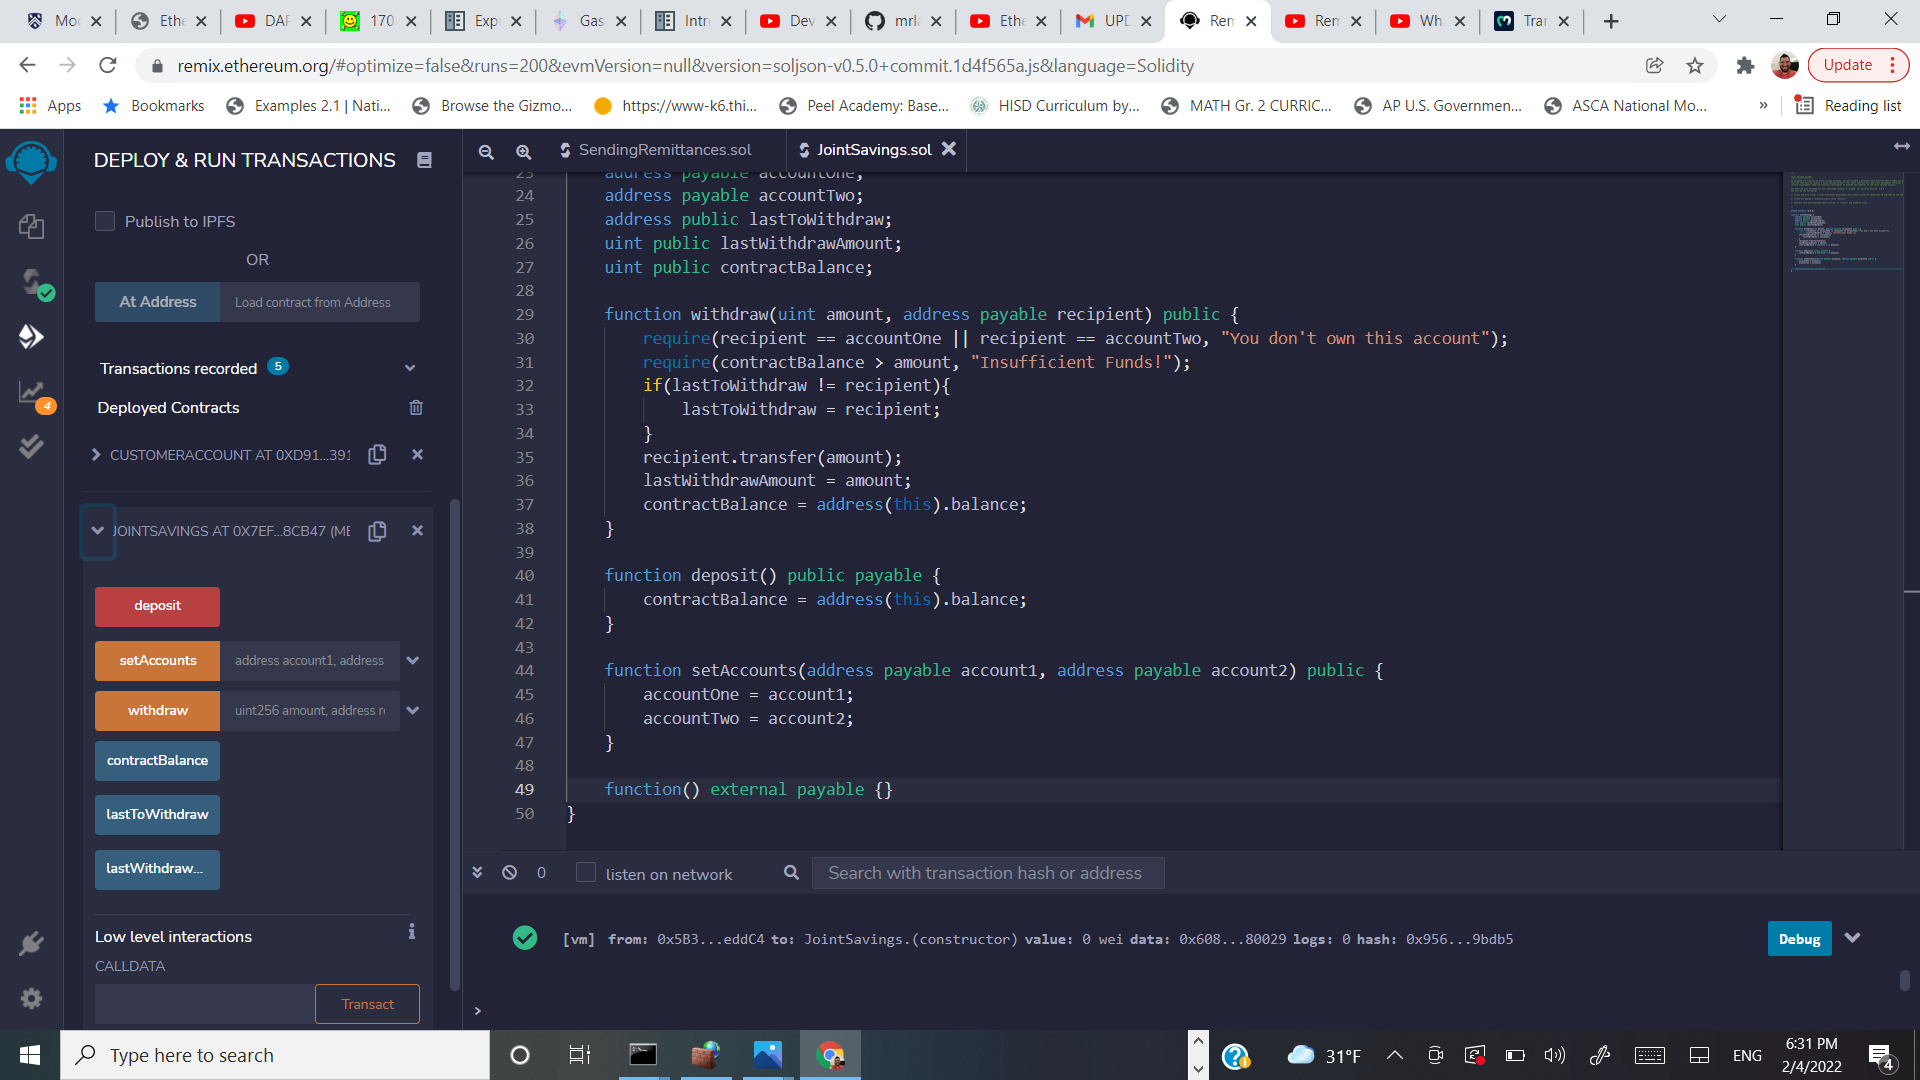 Mod
Ethe
DAP
170
Exp
Gas
Intr
Dev
mrla
Ethe
UPD
Rem
Rem
Wha
Tra
remix.ethereum.org/#optimize=false&runs=200&evmVersion=null&version=soljson-v0.5.0+commit.1d4f565a.js&language=Solidity
Update
Apps
Bookmarks
Examples 2.1 | Nati...
Browse the Gizmo...
https://www-k6.thi...
Peel Academy: Base...
HISD Curriculum by...
MATH Gr. 2 CURRIC...
AP U.S. Governmen...
ASCA National Mo...
»
Reading list
DEPLOY & RUN TRANSACTIONS
Publish to IPFS
OR
At Address
Load contract from Address
Transactions recorded 5
Deployed Contracts
4
CUSTOMERACCOUNT AT 0XD91...391
JOINTSAVINGS AT 0X7EF...8CB47 (ME
deposit
setAccounts
address account1, address
withdraw
uint256 amount, address re
contractBalance
lastToWithdraw
lastWithdraw...
Low level interactions
CALLDATA
Transact
SendingRemittances.sol
JointSavings.sol
23 address payable accountOne;
24 address payable accountTwo;
25 address public lastToWithdraw;
26 uint public lastWithdrawAmount;
27 uint public contractBalance;
28
29 function withdraw(uint amount, address payable recipient) public {
30 require(recipient == accountOne || recipient == accountTwo, "You don't own this account");
31 require(contractBalance > amount, "Insufficient Funds!");
32 if(lastToWithdraw != recipient){
33 lastToWithdraw = recipient;
34 }
35 recipient.transfer(amount);
36 lastWithdrawAmount = amount;
37 contractBalance = address(this).balance;
38 }
39
40 function deposit() public payable {
41 contractBalance = address(this).balance;
42 }
43
44 function setAccounts(address payable account1, address payable account2) public {
45 accountOne = account1;
46 accountTwo = account2;
47 }
48
49 function() external payable {}
50 }
0
listen on network
Search with transaction hash or address
[vm] from: 0x5B3...eddC4 to: JointSavings.(constructor) value: 0 wei data: 0x608...80029 logs: 0 hash: 0x956...9bdb5
Debug
>
Type here to search
31°F
ENG
6:31 PM
2/4/2022
4